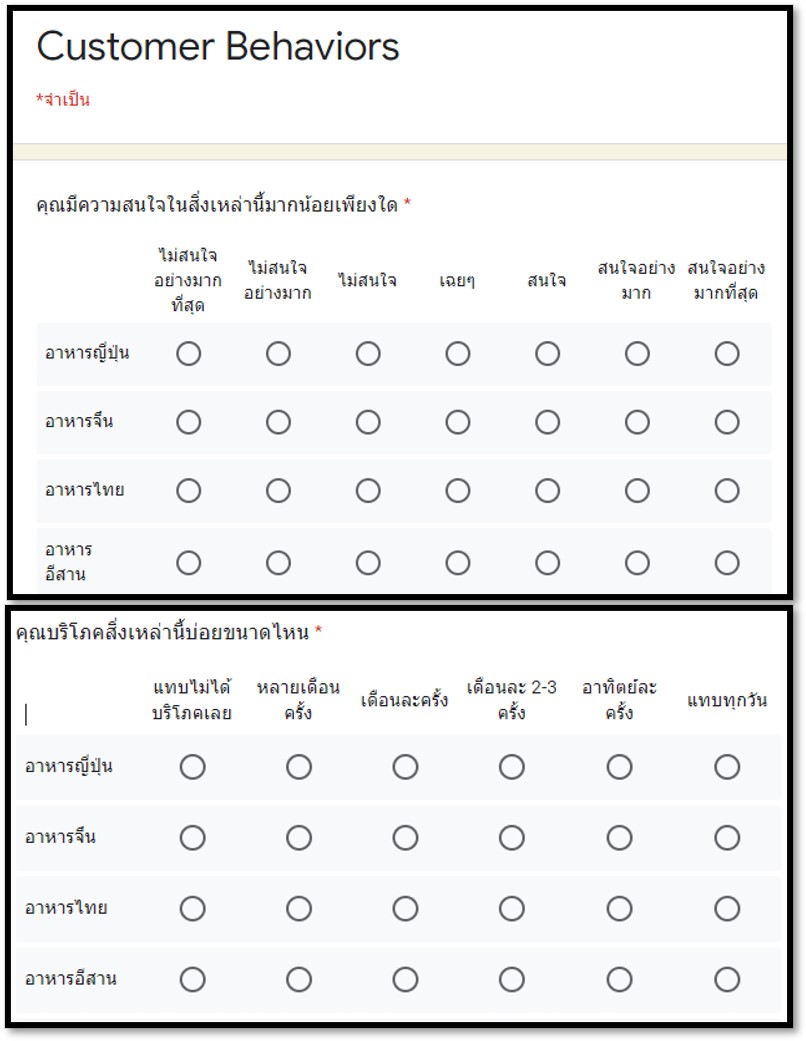 Customer Behaviors
*จำเป็น
คุณมีความสนใจในสิ่งเหล่านี้มากน้อยเพียงใด *
ไม่สนใจ
อย่างมาก
ที่สุด
ไม่สนใจ
อย่างมาก
ไม่สนใจ
เฉยๆ
สนใจ
สนใจอย่าง
มาก
สนใจอย่าง
มากที่สุด
อาหารญี่ปุ่น
อาหารจีน
อาหารไทย
อาหาร
อีสาน
คุณบริโภคสิ่งเหล่านี้บ่อยขนาดไหน *
แทบไม่ได้
บริโภคเลย
หลายเดือน
ครั้ง
เดือนละครั้ง
เดือนละ 2-3
ครั้ง
อาทิตย์ละ
ครั้ง
แทบทุกวัน
อาหารญี่ปุ่น
อาหารจีน
อาหารไทย
อาหารอีสาน